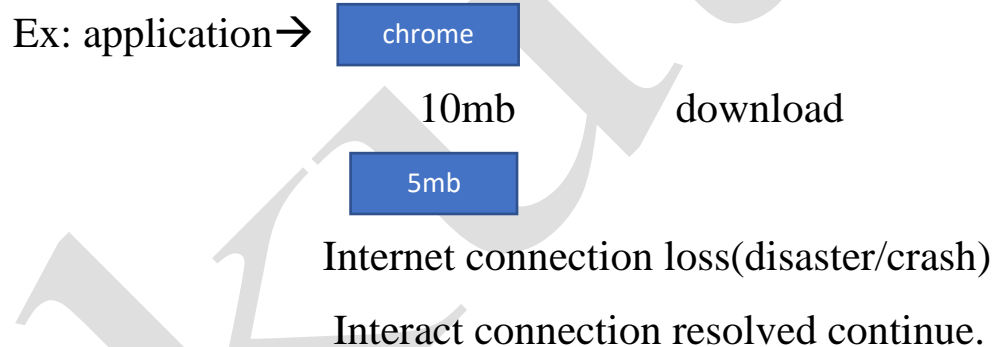 Ex: application→ chrome
10mb download
5mb
Internet connection loss(disaster/crash)
Interact connection resolved continue.